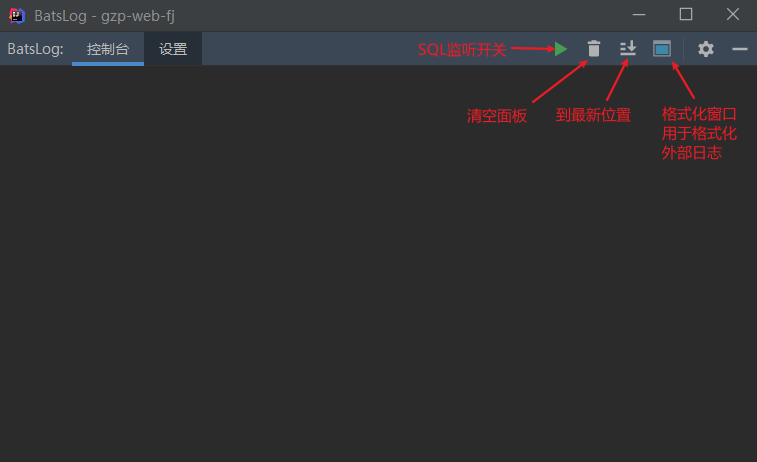 BatsLog - gzp-web-fj
BatsLog: 控制台 设置
SQL监听开关
清空面板
到最新位置
格式化窗口
用于格式化
外部日志